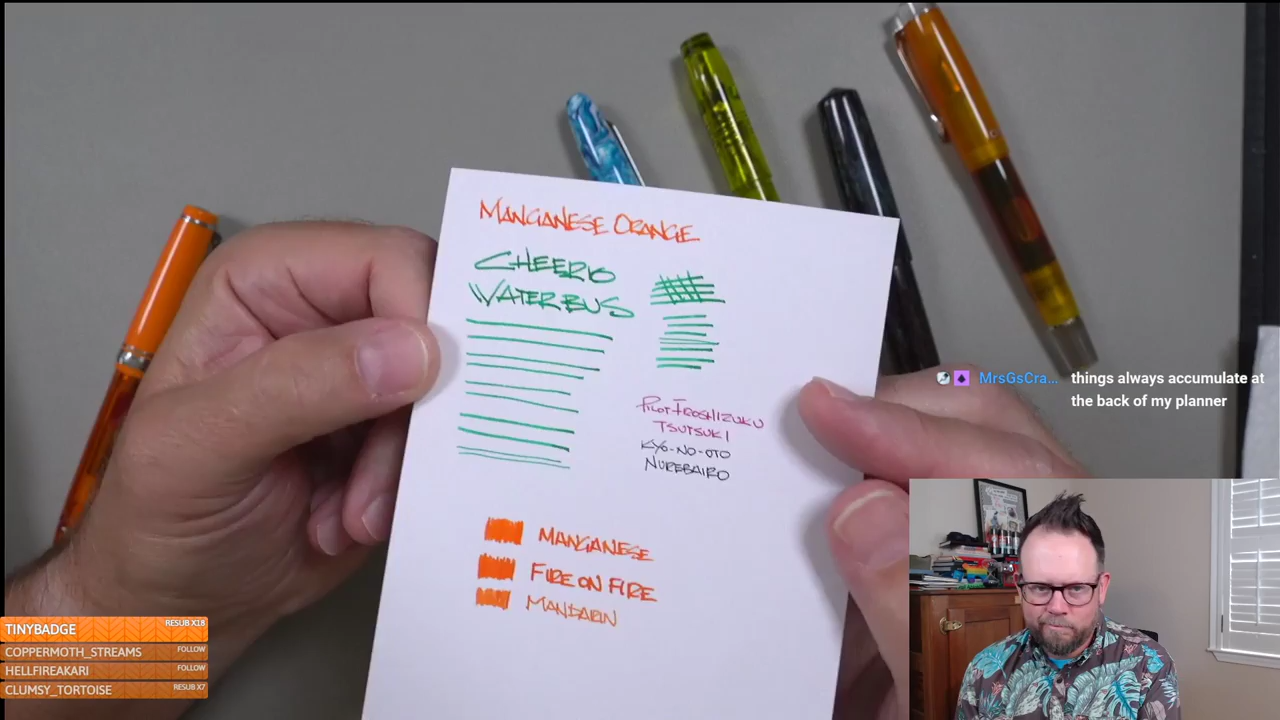 MANGANESE ORANGE
CHEERIO
WATERBUS
PILOT IROSHIZUKU
TSUTSUKI
KYO-NO-OTO
NUREBAIRO
MANGANESE
FIRE ON FIRE
MANDARIN
MrsGsCra... things always accumulate at
the back of my planner
TINYBADGE RESUB X18
COPPERMOTH_STREAMS FOLLOW
HELLFIREAKARI FOLLOW
CLUMSY_TORTOISE RESUB X7